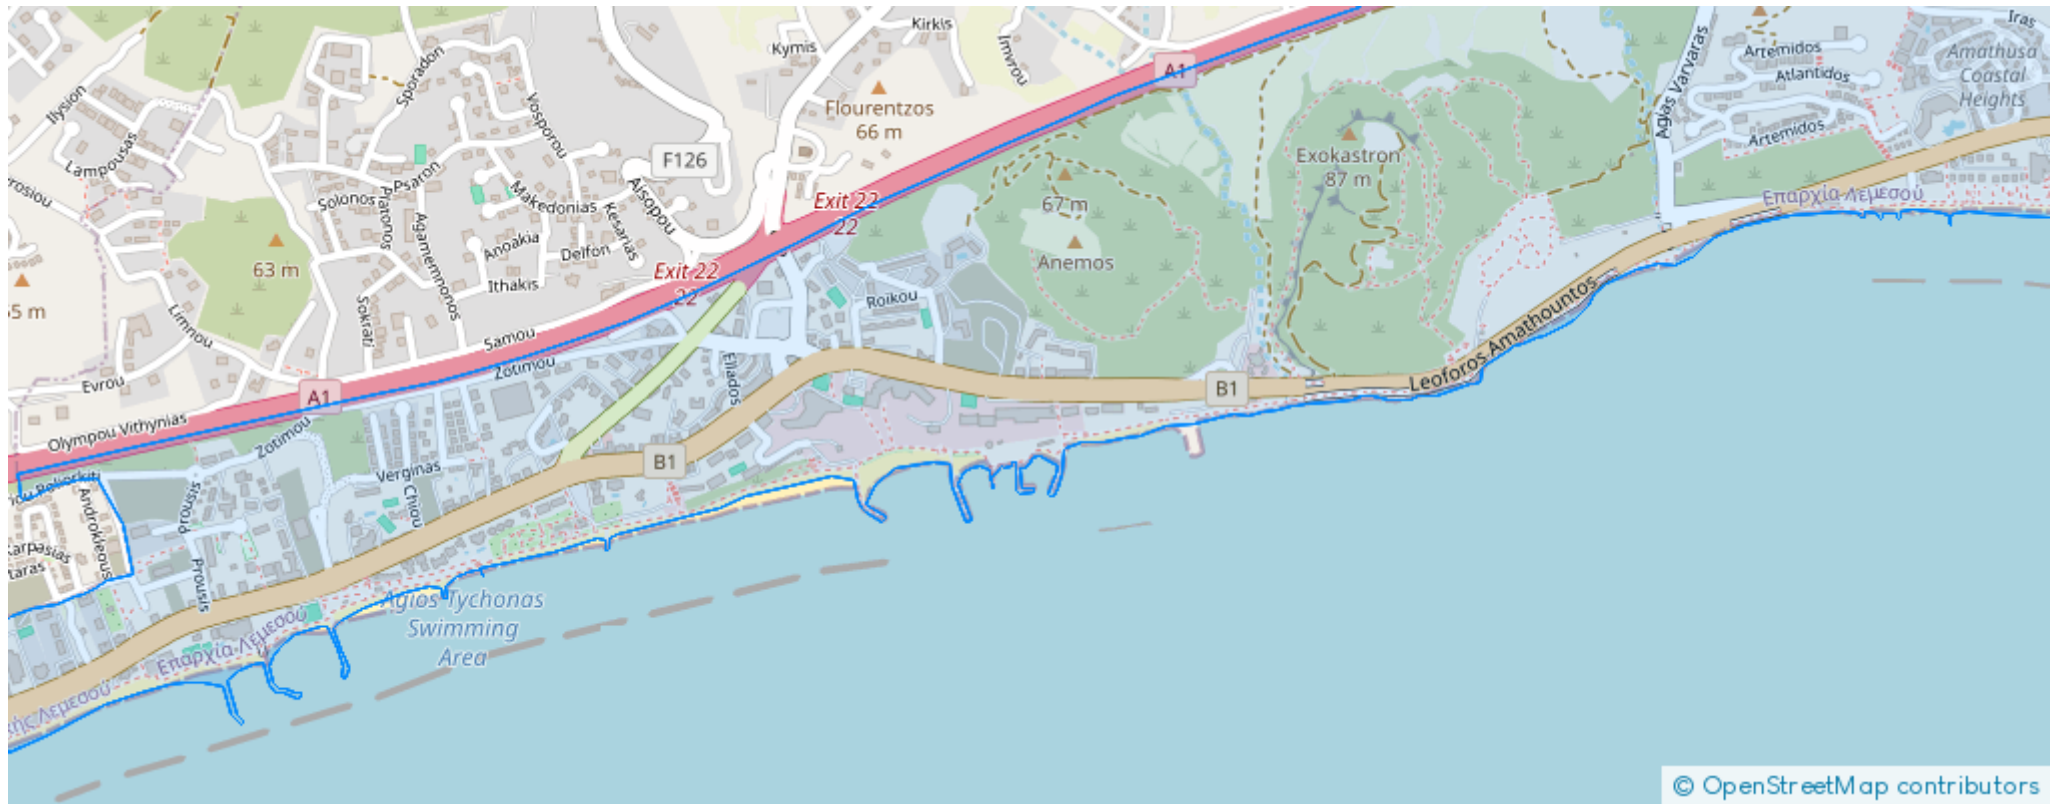 Kirkis
Iras
Kymis
Imvrou
Artemidos
Amathusa
Coastal
Heights
Sporadon
A1
Atlantidos
Ilysion
Vosporou
Flourentzos
66 m
Agias Varvaras
Lampousas
F126
Artemidos
Exokastron
87 m
Psaron
Makedonias
Aisopou
Solonos
Exit 22
22
67 m
Επαρχία Λεμεσού
Agamemnonos
Kesarias
Anoakia
Delfon
63 m
Anemos
Exit 22
22
Ithakis
Roikou
5 m
Sokrati
Limnou
Samou
Leoforos Amathountos
Zotimou
Ellados
Evrou
A1
B1
Olympou Vithynias
Zotimou
B1
Verginas
Chiou
Androkleous
Prousis
Karpasias
taras
Prousis
Agios Tychonas
Swimming
Area
Επαρχία Λεμεσού
ής Λεμεσού
© OpenStreetMap contributors